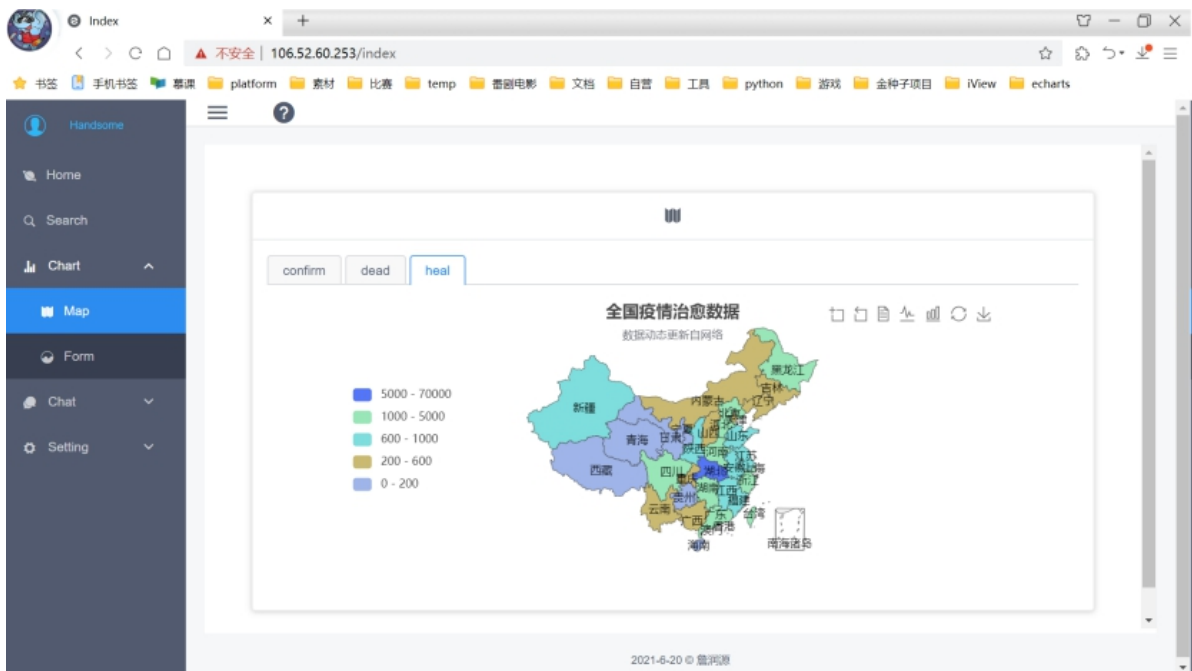 Index
不安全 | 106.52.60.253/index
书签 手机书签 慕课 platform 素材 比赛 temp 番剧电影 文档 自营 工具 python 游戏 金种子项目 iView echarts
Handsome
Home
Search
Chart
Map
Form
Chat
Setting
confirm dead heal
全国疫情治愈数据
数据动态更新自网络
5000 - 70000
1000 - 5000
600 - 1000
200 - 600
0 - 200
黑龙江
吉林
辽宁
内蒙古
新疆
北京
天津
河北
宁夏
山西
山东
青海
甘肃
陕西
河南
江苏
西藏
四川
重庆
湖北
安徽
上海
浙江
湖南
江西
贵州
福建
云南
广西
广东
台湾
澳门
香港
海南
南海诸岛
2021-6-20 © 詹润源